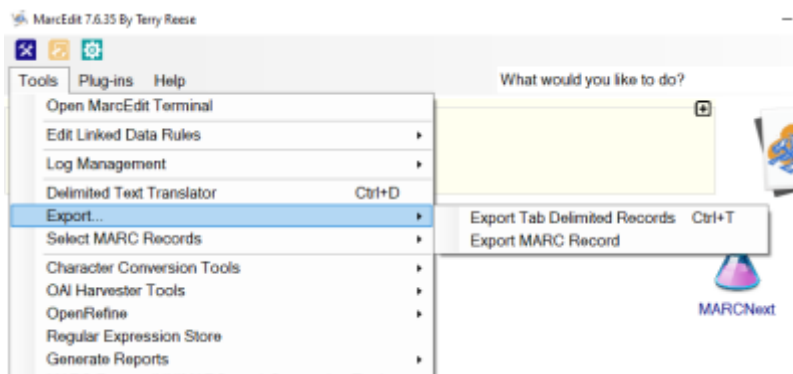 MarcEdit 7.6.35 By Terry Reese
Tools Plug-ins Help What would you like to do?
Open MarcEdit Terminal
Edit Linked Data Rules
Log Management
Delimited Text Translator Ctrl+D
Export...
Export Tab Delimited Records Ctrl+T
Select MARC Records
Export MARC Record
Character Conversion Tools
OAI Harvester Tools
OpenRefine
MARCNext
Regular Expression Store
Generate Reports